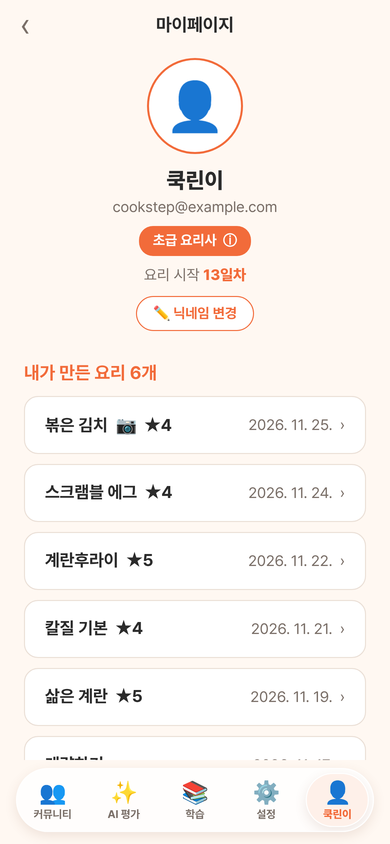 마이페이지
쿡린이
cookstep@example.com
초급 요리사 ⓘ
요리 시작 13일차
✏️ 닉네임 변경
내가 만든 요리 6개
볶은 김치 📷 ★4 2026. 11. 25. ›
스크램블 에그 ★4 2026. 11. 24. ›
계란후라이 ★5 2026. 11. 22. ›
칼질 기본 ★4 2026. 11. 21. ›
삶은 계란 ★5 2026. 11. 19. ›
커뮤니티 AI 평가 학습 설정 쿡린이